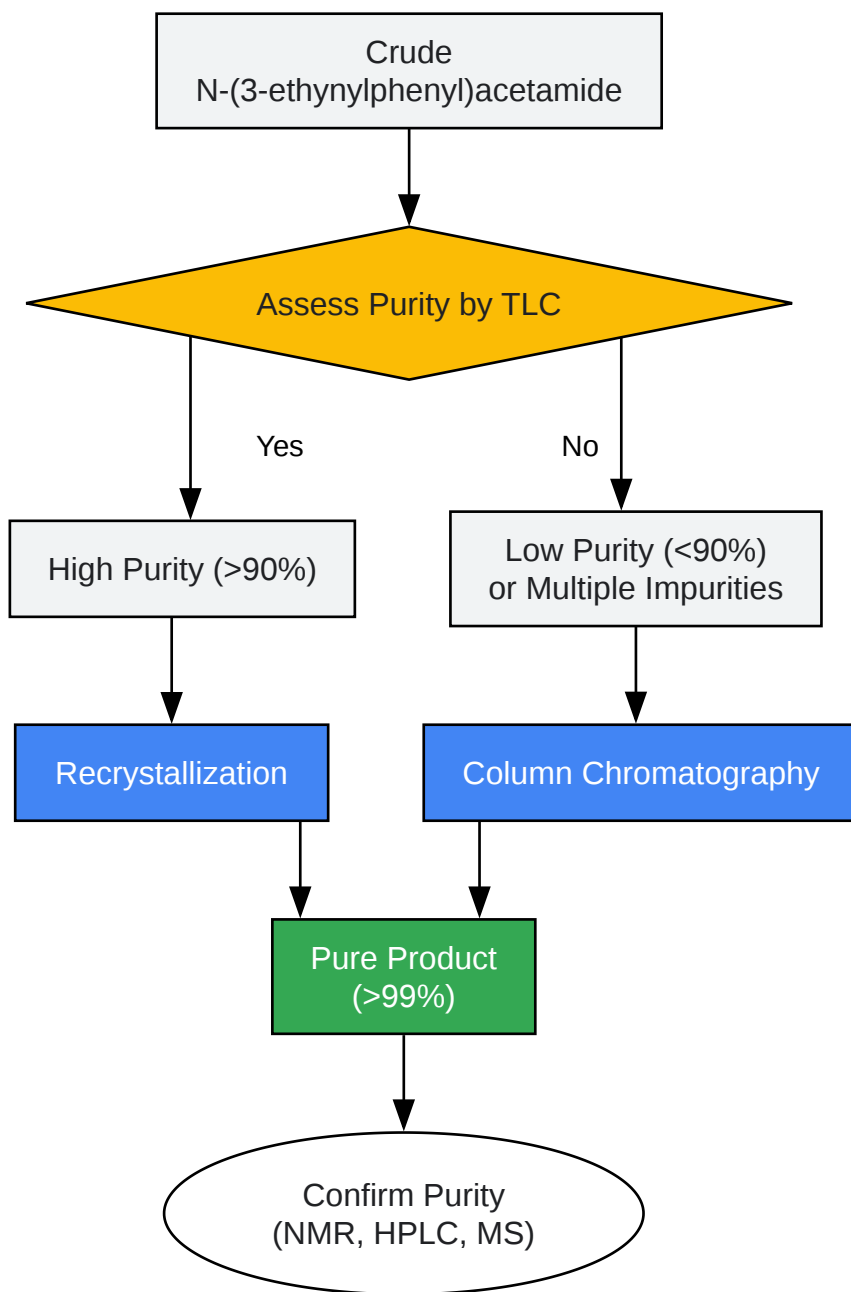 Crude
N-(3-ethynylphenyl)acetamide
Assess Purity by TLC
Yes
No
High Purity (>90%)
Low Purity (<90%)
or Multiple Impurities
Recrystallization
Column Chromatography
Pure Product
(>99%)
Confirm Purity
(NMR, HPLC, MS)